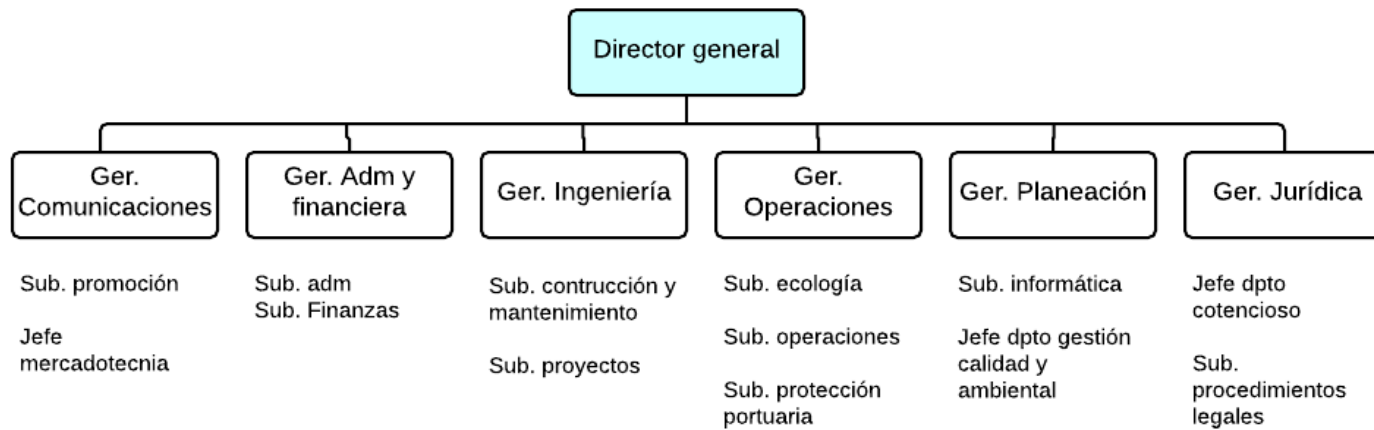 Director general
Ger.
Comunicaciones
Ger. Adm y
financiera
Ger. Ingeniería
Ger.
Operaciones
Ger. Planeación
Ger. Jurídica
Sub. promoción
Jefe
mercadotecnia
Sub. adm
Sub. Finanzas
Sub. contrucción y
mantenimiento
Sub. proyectos
Sub. ecología
Sub. operaciones
Sub. protección
portuaria
Sub. informática
Jefe dpto gestión
calidad y
ambiental
Jefe dpto
cotencioso
Sub.
procedimientos
legales